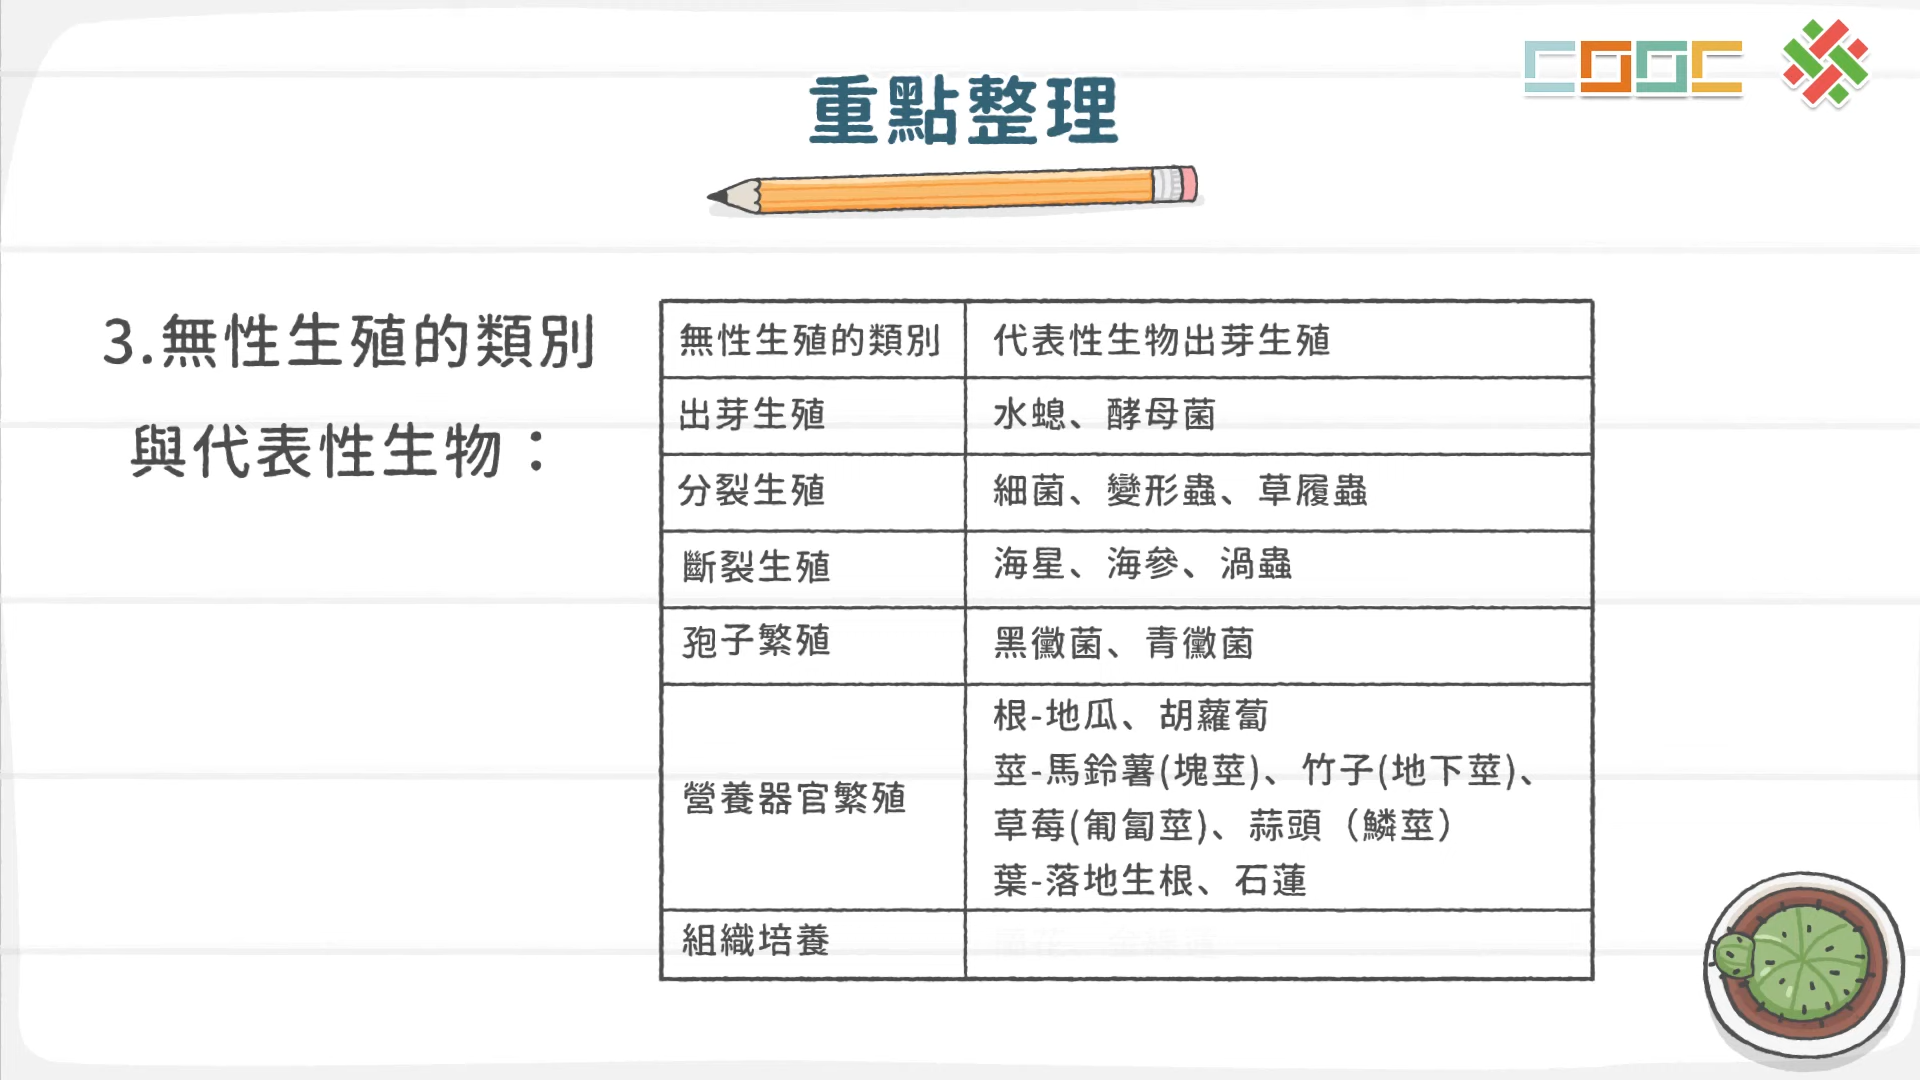 COOC
重點整理
3.無性生殖的類別
與代表性生物：
無性生殖的類別 代表性生物出芽生殖
出芽生殖 水螅、酵母菌
分裂生殖 細菌、變形蟲、草履蟲
斷裂生殖 海星、海參、渦蟲
孢子繁殖 黑黴菌、青黴菌
營養器官繁殖
根-地瓜、胡蘿蔔
莖-馬鈴薯(塊莖)、竹子(地下莖)、
草莓(匍匐莖)、蒜頭（鱗莖）
葉-落地生根、石蓮
組織培養